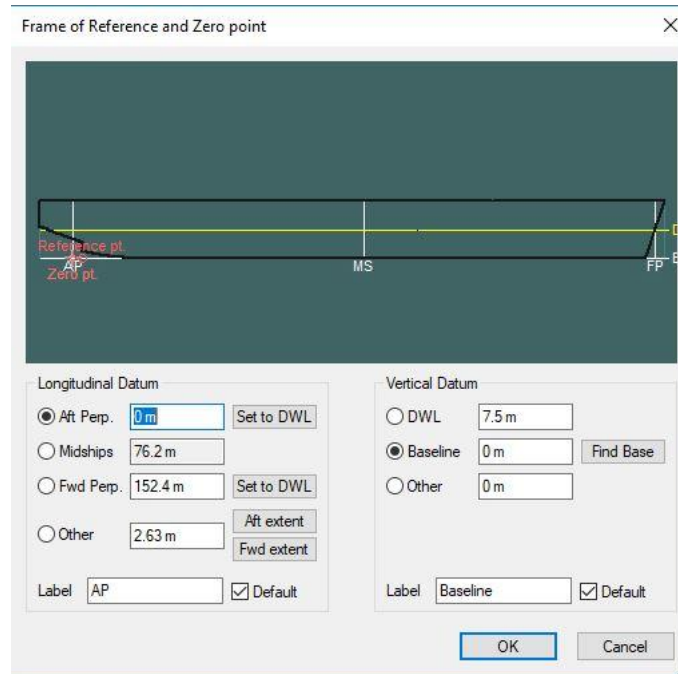 Frame of Reference and Zero point
D
Reference pt.
AP
MS
FP
B
Zero pt.
Longitudinal Datum
Aft Perp. 0 m Set to DWL
Midships 76.2 m
Fwd Perp. 152.4 m Set to DWL
Other 2.63 m Aft extent
Fwd extent
Label AP Default
Vertical Datum
DWL 7.5 m
Baseline 0 m Find Base
Other 0 m
Label Baseline Default
OK Cancel